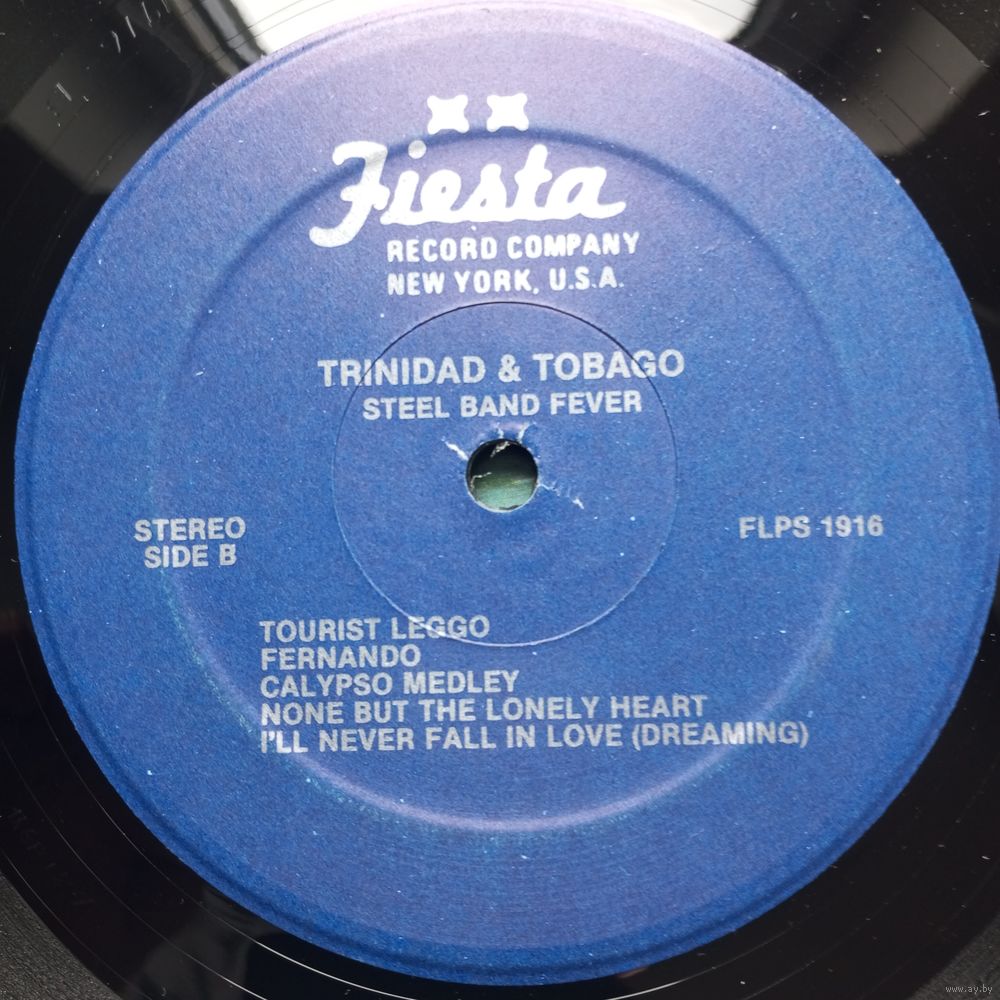 Fiesta
RECORD COMPANY
NEW YORK, U.S.A.
TRINIDAD & TOBAGO
STEEL BAND FEVER
STEREO
SIDE B
FLPS 1916
TOURIST LEGGO
FERNANDO
CALYPSO MEDLEY
NONE BUT THE LONELY HEART
I'LL NEVER FALL IN LOVE (DREAMING)
www.ay.by